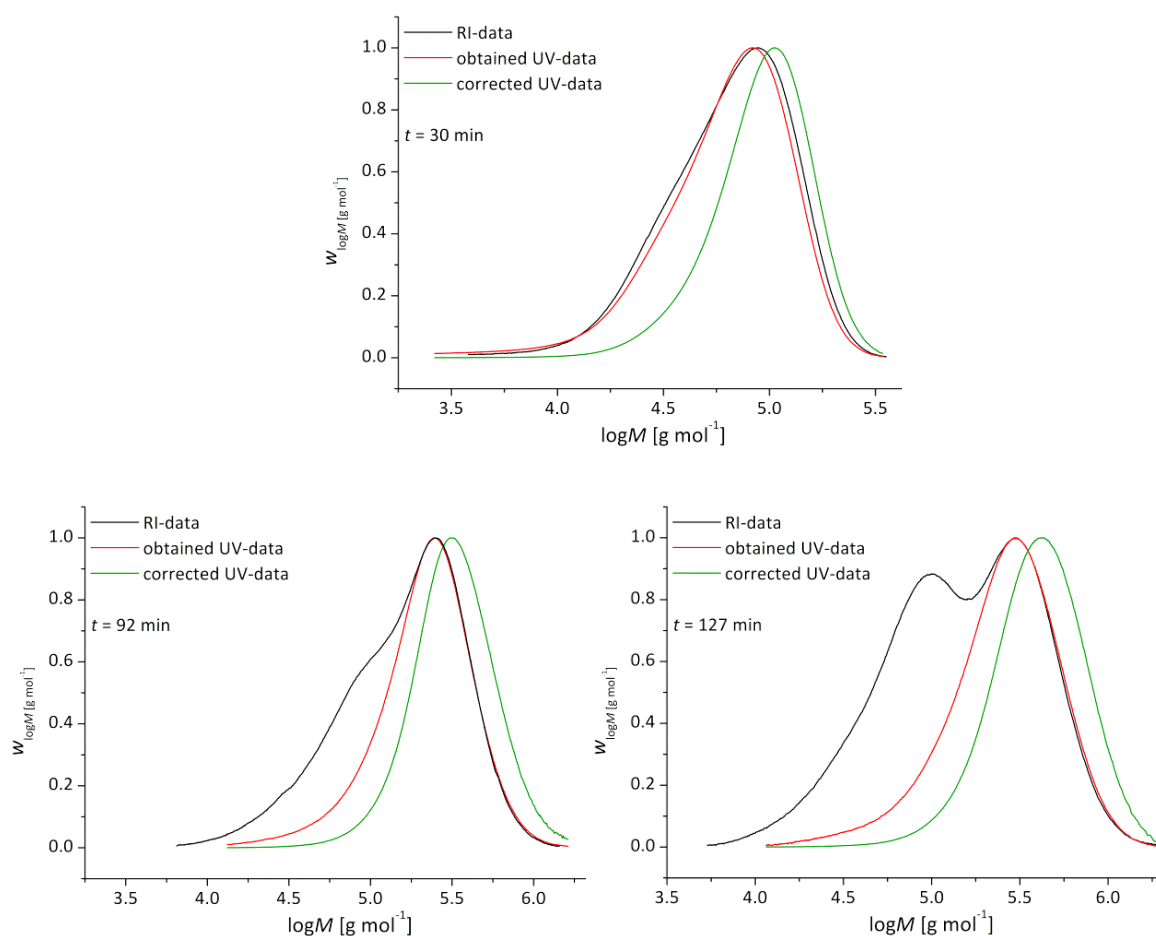 RI-data
obtained UV-data
corrected UV-data
t = 30 min
1.0
0.8
0.6
0.4
0.2
0.0
w logM [g mol⁻¹]
3.5 4.0 4.5 5.0 5.5
logM [g mol⁻¹]
RI-data
obtained UV-data
corrected UV-data
t = 92 min
1.0
0.8
0.6
0.4
0.2
0.0
w logM [g mol⁻¹]
3.5 4.0 4.5 5.0 5.5 6.0
logM [g mol⁻¹]
RI-data
obtained UV-data
corrected UV-data
t = 127 min
1.0
0.8
0.6
0.4
0.2
0.0
w logM [g mol⁻¹]
3.5 4.0 4.5 5.0 5.5 6.0
logM [g mol⁻¹]